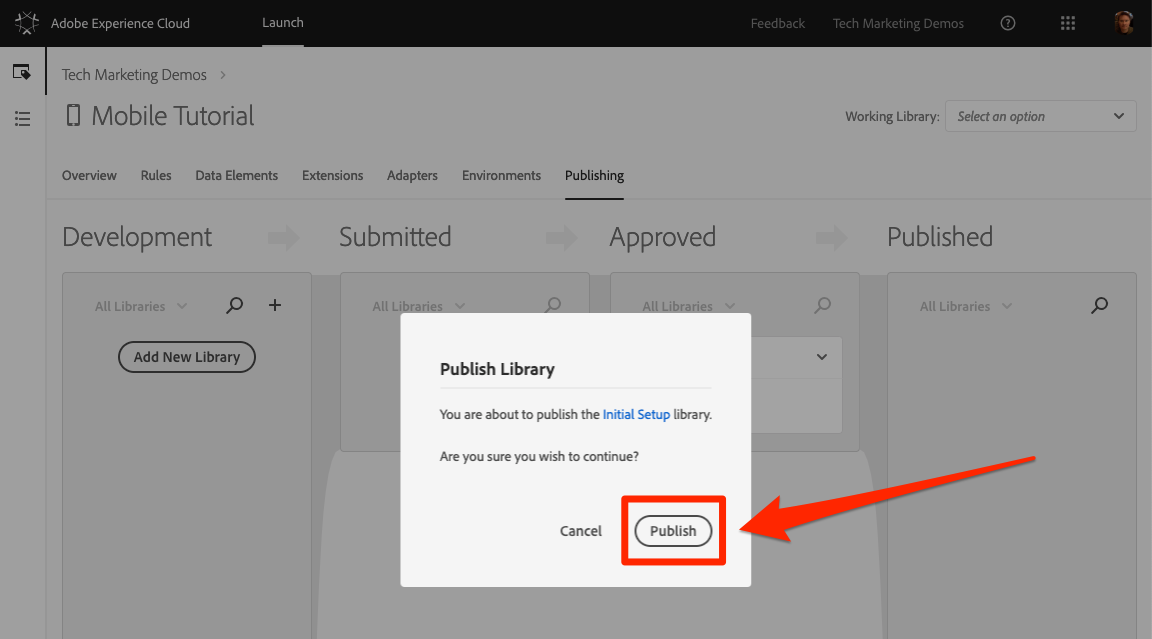 Adobe Experience Cloud
Launch
Feedback
Tech Marketing Demos
Tech Marketing Demos
Mobile Tutorial
Working Library: Select an option
Overview Rules Data Elements Extensions Adapters Environments Publishing
Development Submitted Approved Published
All Libraries All Libraries All Libraries All Libraries
Add New Library
Publish Library
You are about to publish the Initial Setup library.
Are you sure you wish to continue?
Cancel Publish